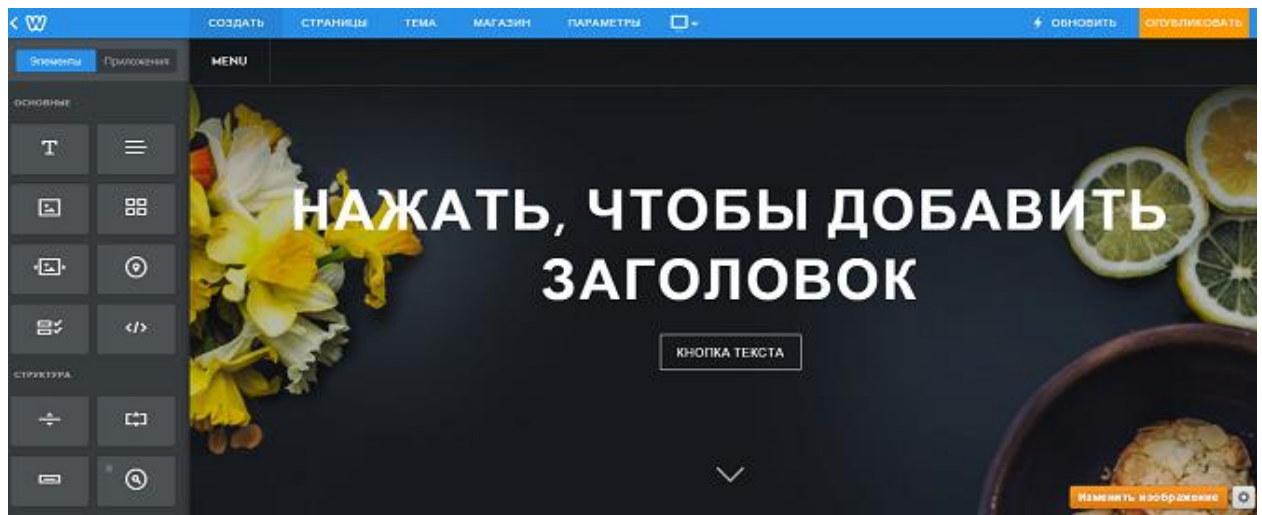 СОЗДАТЬ СТРАНИЦЫ ТЕМА МАГАЗИН ПАРАМЕТРЫ ОБНОВИТЬ ОПУБЛИКОВАТЬ
Элементы Приложения MENU
ОСНОВНЫЕ
НАЖАТЬ, ЧТОБЫ ДОБАВИТЬ
ЗАГОЛОВОК
КНОПКА ТЕКСТА
СТРУКТУРА
Изменить изображение